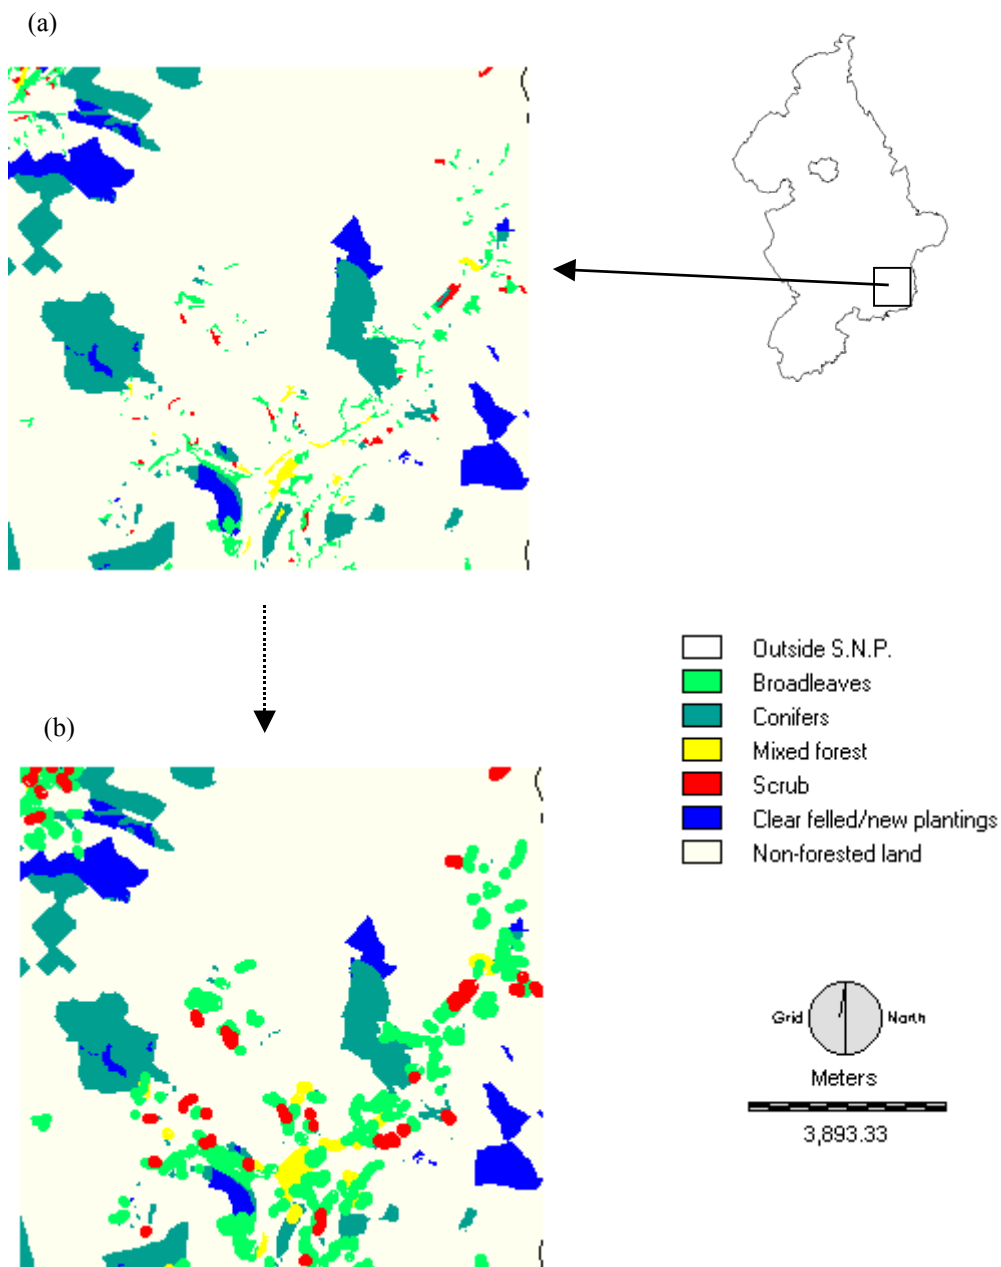 (a)
(b)
Outside S.N.P.
Broadleaves
Conifers
Mixed forest
Scrub
Clear felled/new plantings
Non-forested land
Grid North
Meters
3,893.33